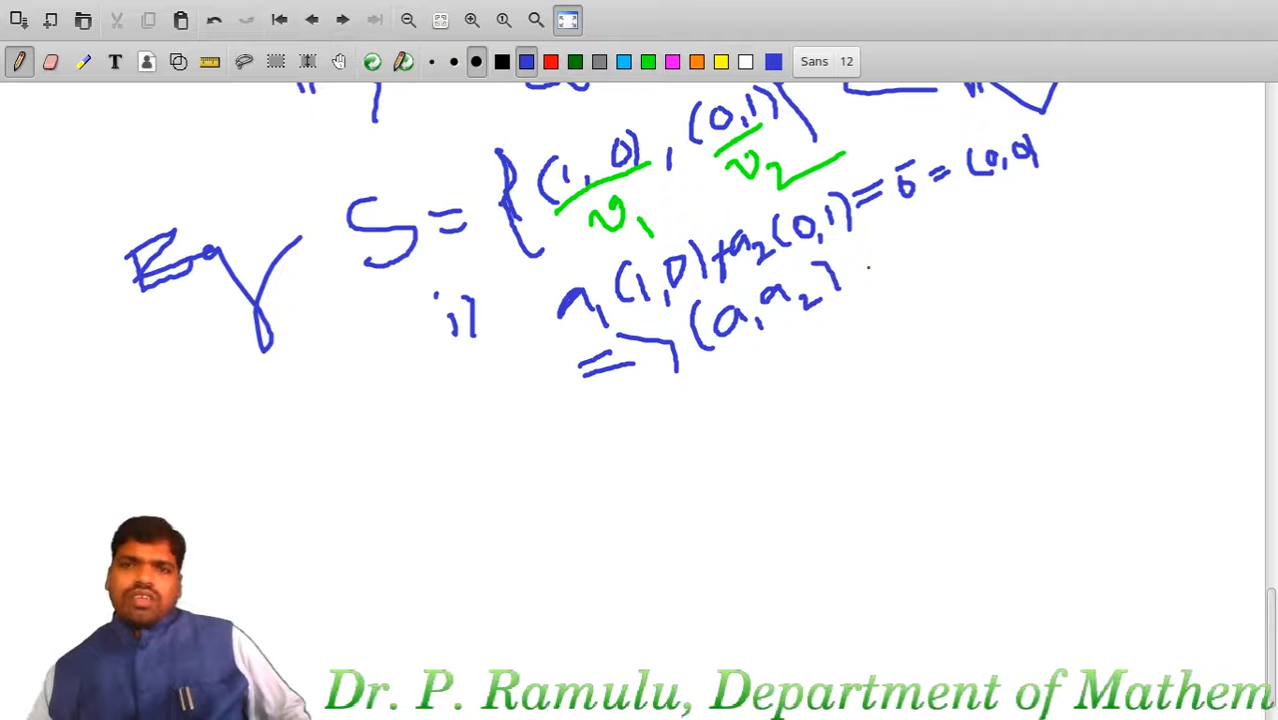 Sans 12
Eg S = { (1, 0) , (0, 1) }
v1 v2
i) a1 (1, 0) + a2 (0, 1) = ō = (0, 0)
=> (a1 a2)
Dr. P. Ramulu, Department of Mathem